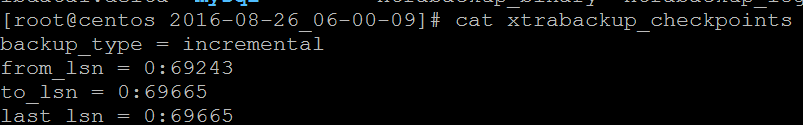 [root@centos 2016-08-26_06-00-09]# cat xtrabackup_checkpoints
backup_type = incremental
from_lsn = 0:69243
to_lsn = 0:69665
last_lsn = 0:69665